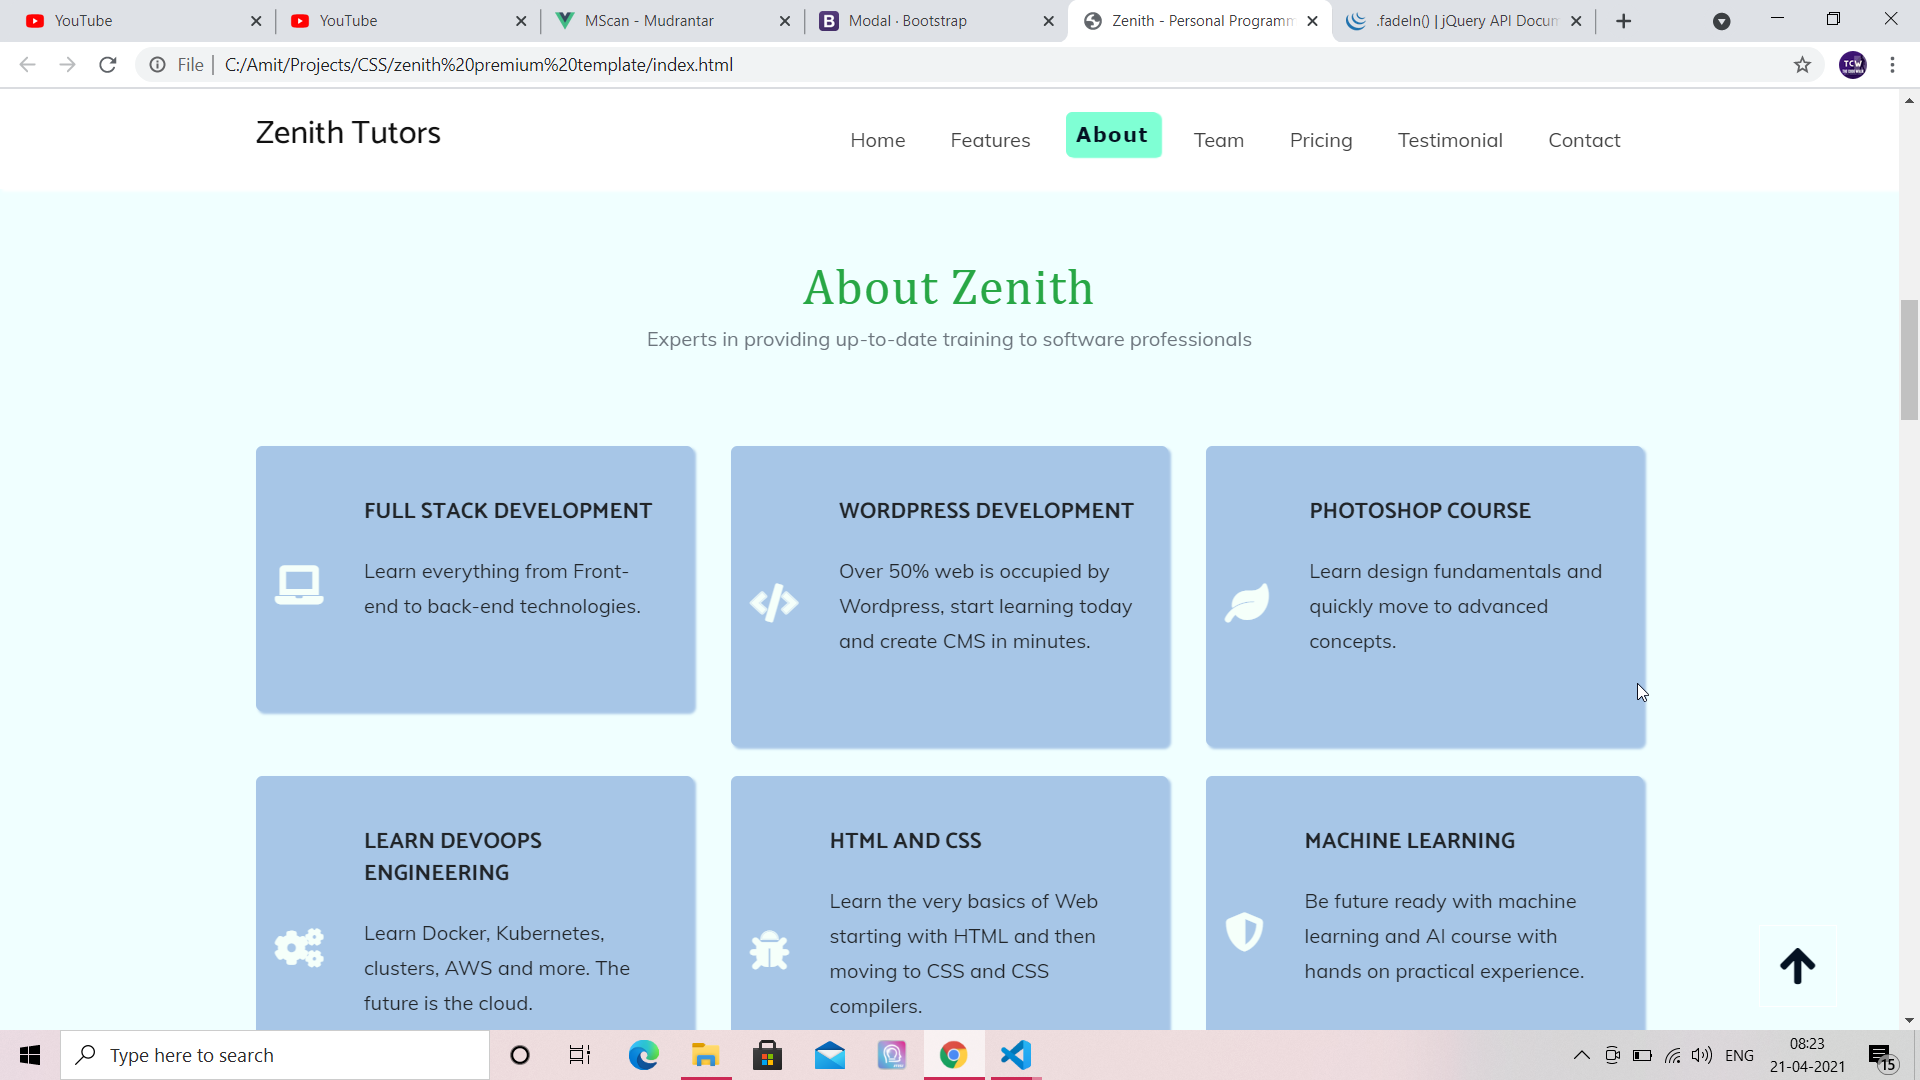 YouTube
YouTube
MScan - Mudrantar
Modal · Bootstrap
Zenith - Personal Programm
.fadeIn() | jQuery API Docum
File
C:/Amit/Projects/CSS/zenith%20premium%20template/index.html
TCW
Zenith Tutors
Home
Features
About
Team
Pricing
Testimonial
Contact
About Zenith
Experts in providing up-to-date training to software professionals
FULL STACK DEVELOPMENT
Learn everything from Front-
end to back-end technologies.
WORDPRESS DEVELOPMENT
Over 50% web is occupied by
Wordpress, start learning today
and create CMS in minutes.
PHOTOSHOP COURSE
Learn design fundamentals and
quickly move to advanced
concepts.
LEARN DEVOOPS
ENGINEERING
Learn Docker, Kubernetes,
clusters, AWS and more. The
future is the cloud.
HTML AND CSS
Learn the very basics of Web
starting with HTML and then
moving to CSS and CSS
compilers.
MACHINE LEARNING
Be future ready with machine
learning and AI course with
hands on practical experience.
Type here to search
ENG
08:23
21-04-2021
15